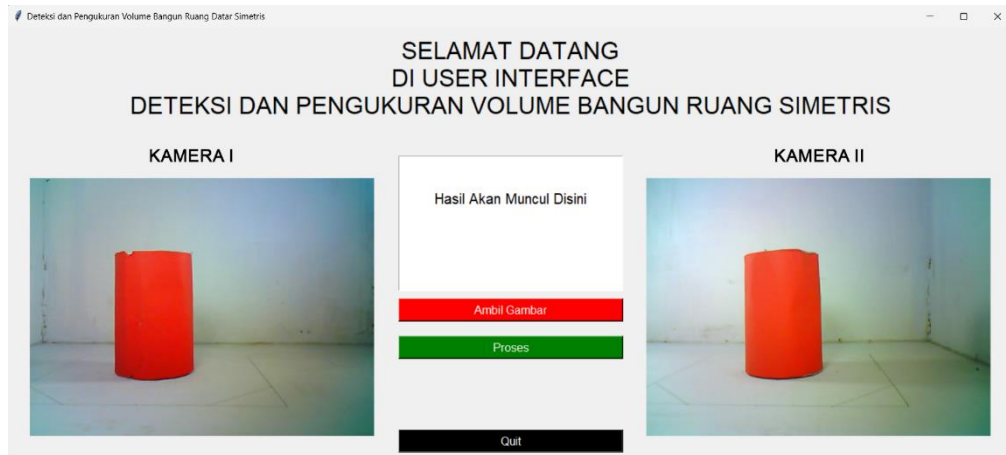 Deteksi dan Pengukuran Volume Bangun Ruang Datar Simetris
SELAMAT DATANG
DI USER INTERFACE
DETEKSI DAN PENGUKURAN VOLUME BANGUN RUANG SIMETRIS
KAMERA I
KAMERA II
Hasil Akan Muncul Disini
Ambil Gambar
Proses
Quit